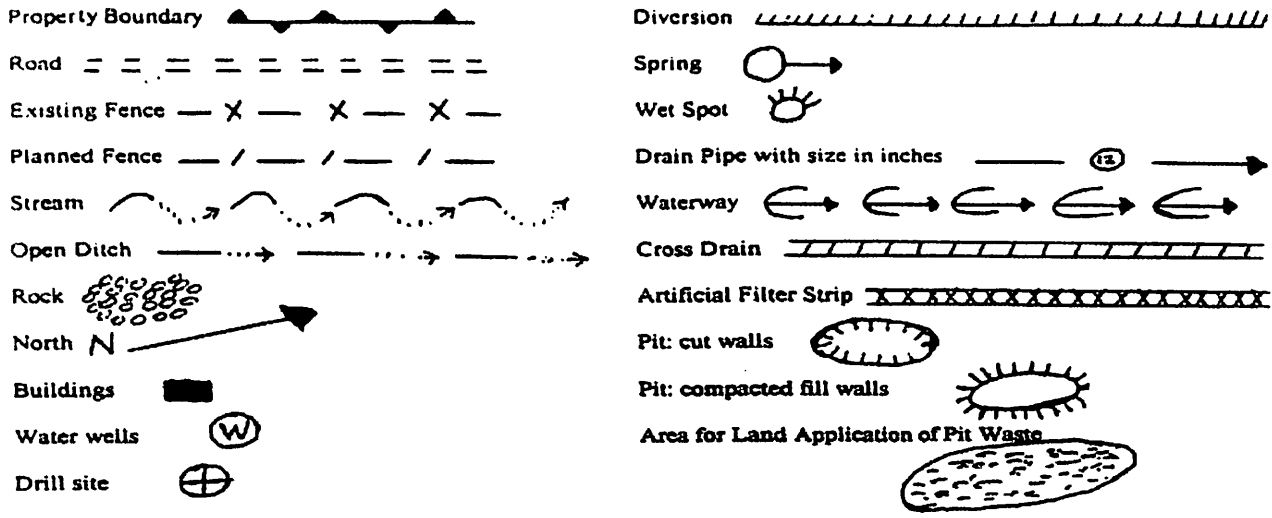 Property Boundary
Road
Existing Fence
Planned Fence
Stream
Open Ditch
Rock
North N
Buildings
Water wells W
Drill site
Diversion
Spring
Wet Spot
Drain Pipe with size in inches 12
Waterway
Cross Drain
Artificial Filter Strip
Pit: cut walls
Pit: compacted fill walls
Area for Land Application of Pit Waste